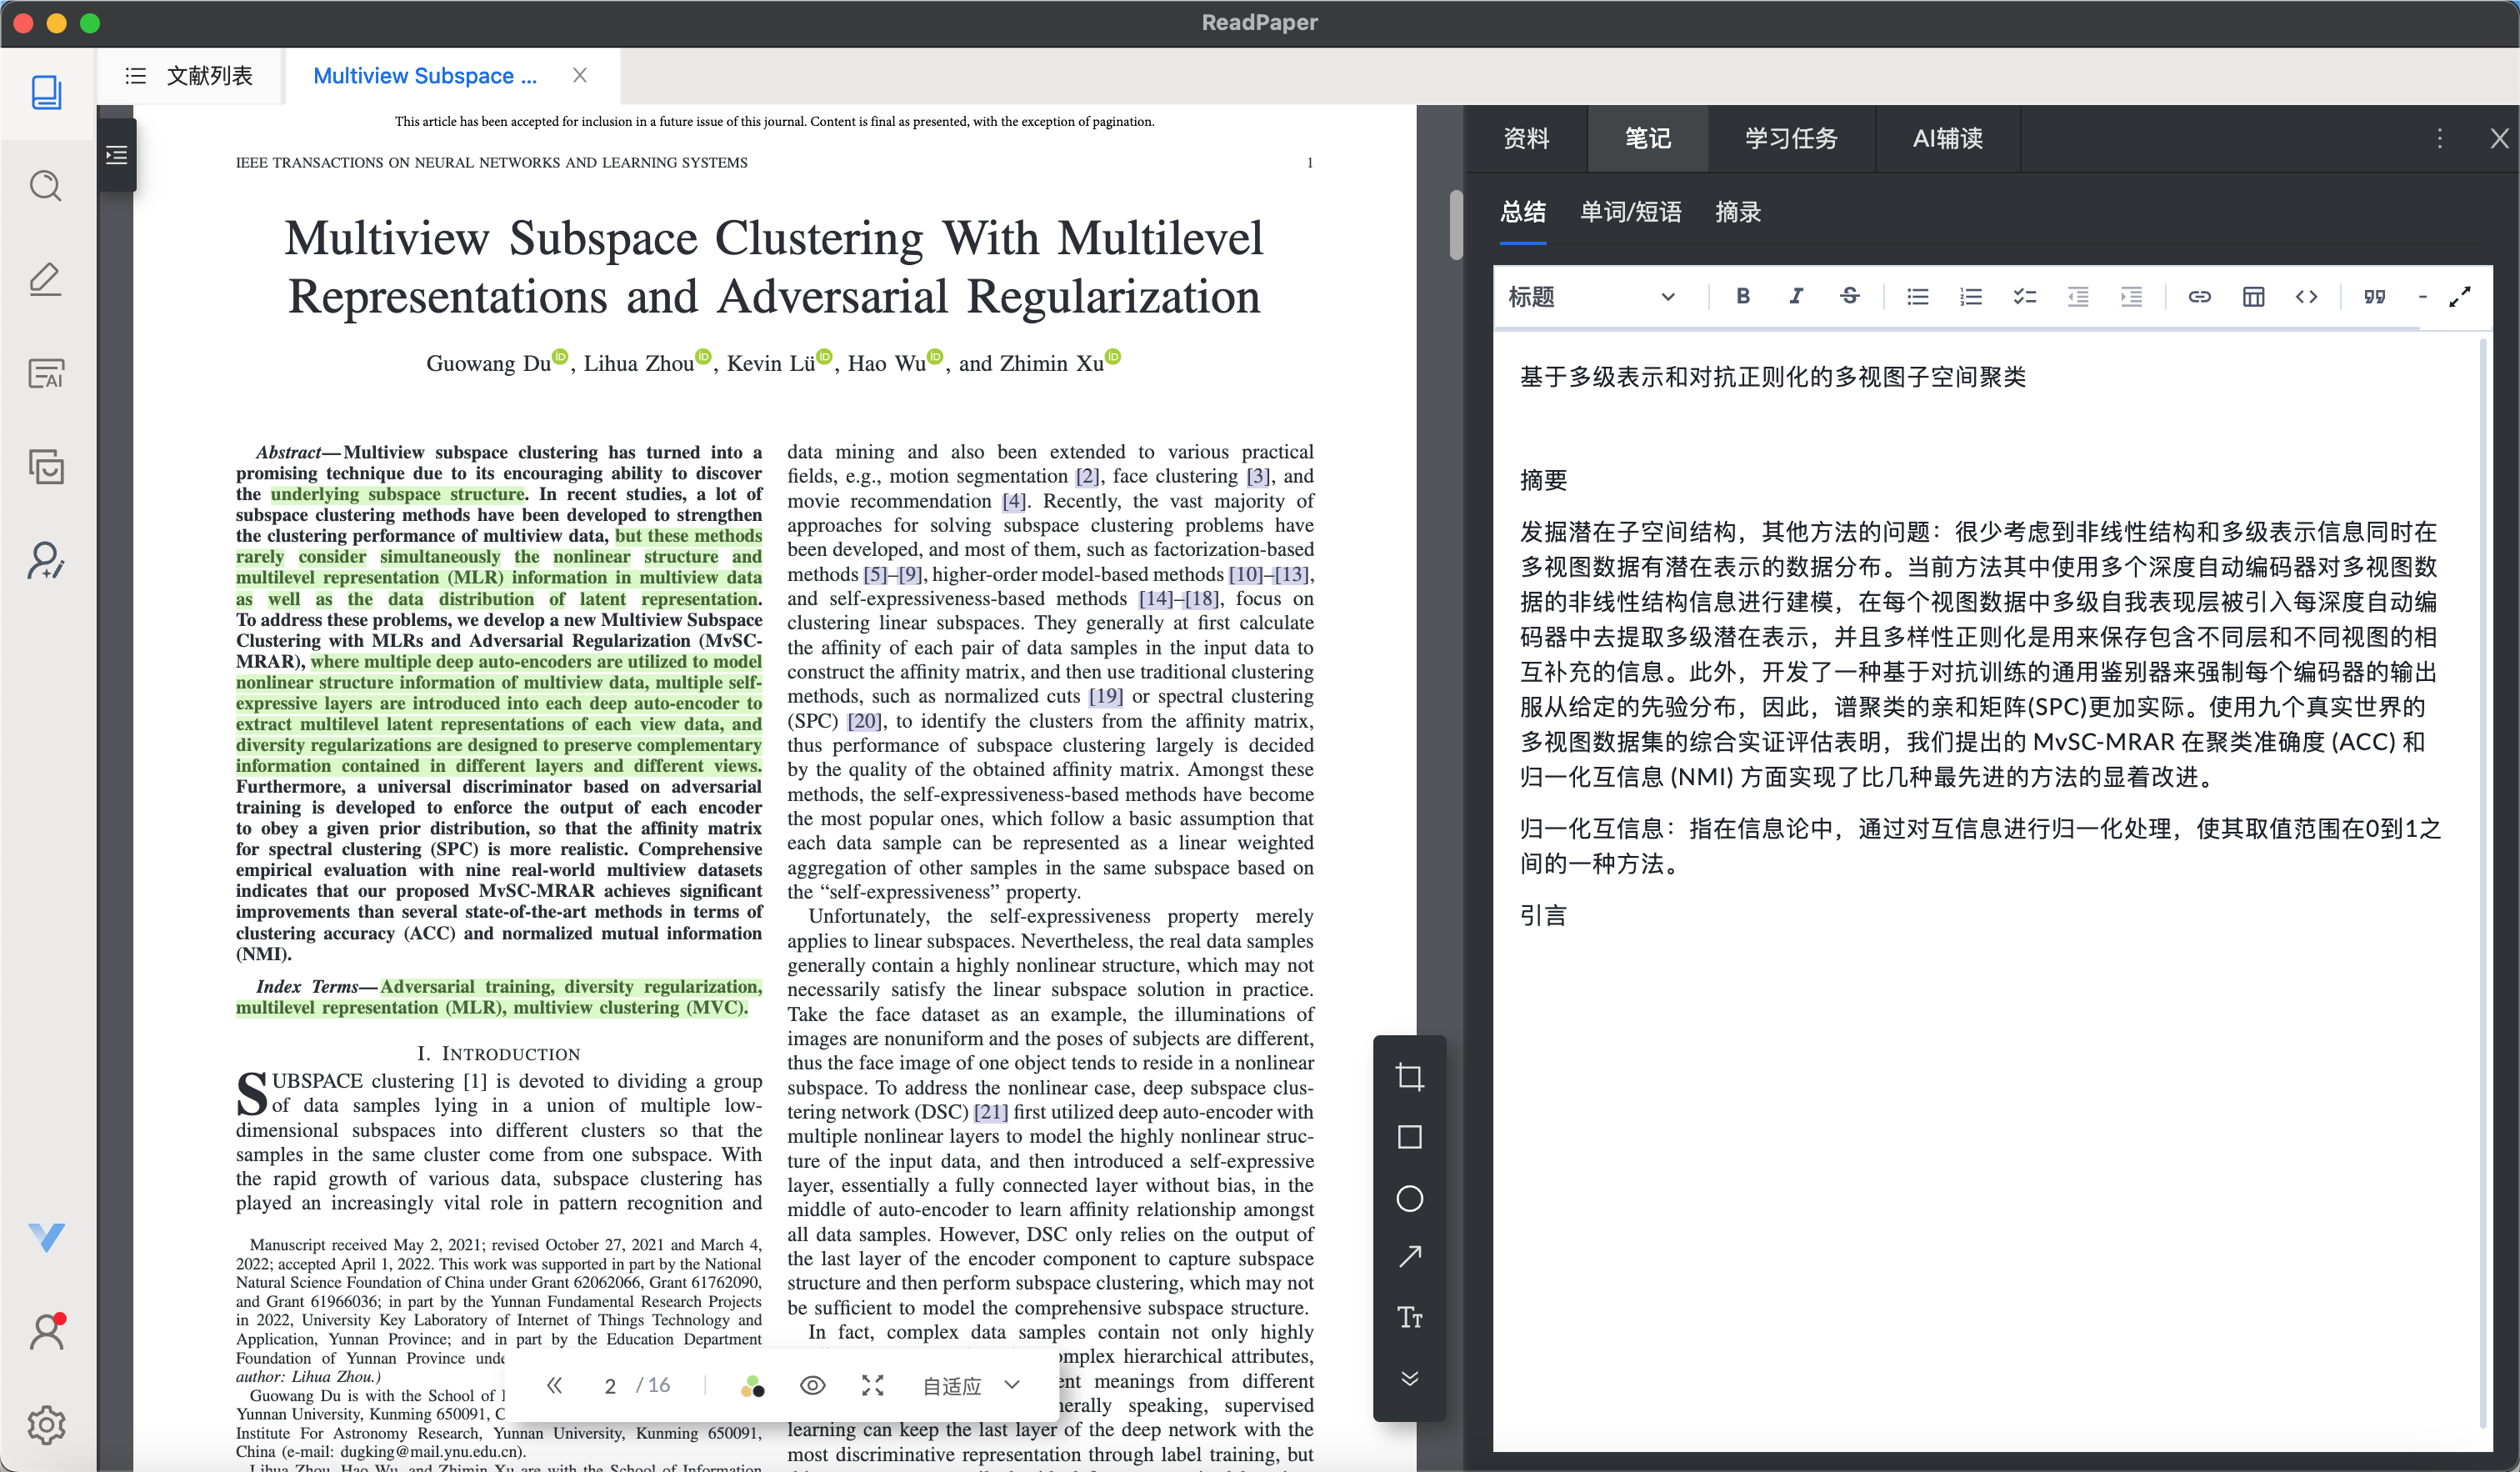 ReadPaper
文献列表
Multiview Subspace ...
This article has been accepted for inclusion in a future issue of this journal. Content is final as presented, with the exception of pagination.
IEEE TRANSACTIONS ON NEURAL NETWORKS AND LEARNING SYSTEMS
1
Multiview Subspace Clustering With Multilevel
Representations and Adversarial Regularization
Guowang Du, Lihua Zhou, Kevin Lü, Hao Wu, and Zhimin Xu
Abstract—Multiview subspace clustering has turned into a
promising technique due to its encouraging ability to discover
the underlying subspace structure. In recent studies, a lot of
subspace clustering methods have been developed to strengthen
the clustering performance of multiview data, but these methods
rarely consider simultaneously the nonlinear structure and
multilevel representation (MLR) information in multiview data
as well as the data distribution of latent representation.
To address these problems, we develop a new Multiview Subspace
Clustering with MLRs and Adversarial Regularization (MvSC-
MRAR), where multiple deep auto-encoders are utilized to model
nonlinear structure information of multiview data, multiple self-
expressive layers are introduced into each deep auto-encoder to
extract multilevel latent representations of each view data, and
diversity regularizations are designed to preserve complementary
information contained in different layers and different views.
Furthermore, a universal discriminator based on adversarial
training is developed to enforce the output of each encoder
to obey a given prior distribution, so that the affinity matrix
for spectral clustering (SPC) is more realistic. Comprehensive
empirical evaluation with nine real-world multiview datasets
indicates that our proposed MvSC-MRAR achieves significant
improvements than several state-of-the-art methods in terms of
clustering accuracy (ACC) and normalized mutual information
(NMI).
Index Terms—Adversarial training, diversity regularization,
multilevel representation (MLR), multiview clustering (MVC).
I. INTRODUCTION
SUBSPACE clustering [1] is devoted to dividing a group
of data samples lying in a union of multiple low-
dimensional subspaces into different clusters so that the
samples in the same cluster come from one subspace. With
the rapid growth of various data, subspace clustering has
played an increasingly vital role in pattern recognition and
Manuscript received May 2, 2021; revised October 27, 2021 and March 4,
2022; accepted April 1, 2022. This work was supported in part by the National
Natural Science Foundation of China under Grant 62062066, Grant 61762090,
and Grant 61966036; in part by the Yunnan Fundamental Research Projects
in 2022, University Key Laboratory of Internet of Things Technology and
Application, Yunnan Province; and in part by the Education Department
Foundation of Yunnan Province unde
author: Lihua Zhou.)
Guowang Du is with the School of
Yunnan University, Kunming 650091, C
Institute For Astronomy Research, Yunnan University, Kunming 650091,
China (e-mail: dugking@mail.ynu.edu.cn).
Lihua Zhou, Hao Wu, and Zhimin Xu are with the School of Information
data mining and also been extended to various practical
fields, e.g., motion segmentation [2], face clustering [3], and
movie recommendation [4]. Recently, the vast majority of
approaches for solving subspace clustering problems have
been developed, and most of them, such as factorization-based
methods [5]–[9], higher-order model-based methods [10]–[13],
and self-expressiveness-based methods [14]–[18], focus on
clustering linear subspaces. They generally at first calculate
the affinity of each pair of data samples in the input data to
construct the affinity matrix, and then use traditional clustering
methods, such as normalized cuts [19] or spectral clustering
(SPC) [20], to identify the clusters from the affinity matrix,
thus performance of subspace clustering largely is decided
by the quality of the obtained affinity matrix. Amongst these
methods, the self-expressiveness-based methods have become
the most popular ones, which follow a basic assumption that
each data sample can be represented as a linear weighted
aggregation of other samples in the same subspace based on
the “self-expressiveness” property.
Unfortunately, the self-expressiveness property merely
applies to linear subspaces. Nevertheless, the real data samples
generally contain a highly nonlinear structure, which may not
necessarily satisfy the linear subspace solution in practice.
Take the face dataset as an example, the illuminations of
images are nonuniform and the poses of subjects are different,
thus the face image of one object tends to reside in a nonlinear
subspace. To address the nonlinear case, deep subspace clus-
tering network (DSC) [21] first utilized deep auto-encoder with
multiple nonlinear layers to model the highly nonlinear struc-
ture of the input data, and then introduced a self-expressive
layer, essentially a fully connected layer without bias, in the
middle of auto-encoder to learn affinity relationship amongst
all data samples. However, DSC only relies on the output of
the last layer of the encoder component to capture subspace
structure and then perform subspace clustering, which may not
be sufficient to model the comprehensive subspace structure.
In fact, complex data samples contain not only highly
omplex hierarchical attributes,
ent meanings from different
nerally speaking, supervised
learning can keep the last layer of the deep network with the
most discriminative representation through label training, but
2 / 16
自适应
资料
笔记
学习任务
AI辅读
总结
单词/短语
摘录
标题
基于多级表示和对抗正则化的多视图子空间聚类
摘要
发掘潜在子空间结构，其他方法的问题：很少考虑到非线性结构和多级表示信息同时在
多视图数据有潜在表示的数据分布。当前方法其中使用多个深度自动编码器对多视图数
据的非线性结构信息进行建模，在每个视图数据中多级自我表现层被引入每深度自动编
码器中去提取多级潜在表示，并且多样性正则化是用来保存包含不同层和不同视图的相
互补充的信息。此外，开发了一种基于对抗训练的通用鉴别器来强制每个编码器的输出
服从给定的先验分布，因此，谱聚类的亲和矩阵(SPC)更加实际。使用九个真实世界的
多视图数据集的综合实证评估表明，我们提出的 MvSC-MRAR 在聚类准确度 (ACC) 和
归一化互信息 (NMI) 方面实现了比几种最先进的方法的显着改进。
归一化互信息：指在信息论中，通过对互信息进行归一化处理，使其取值范围在0到1之
间的一种方法。
引言